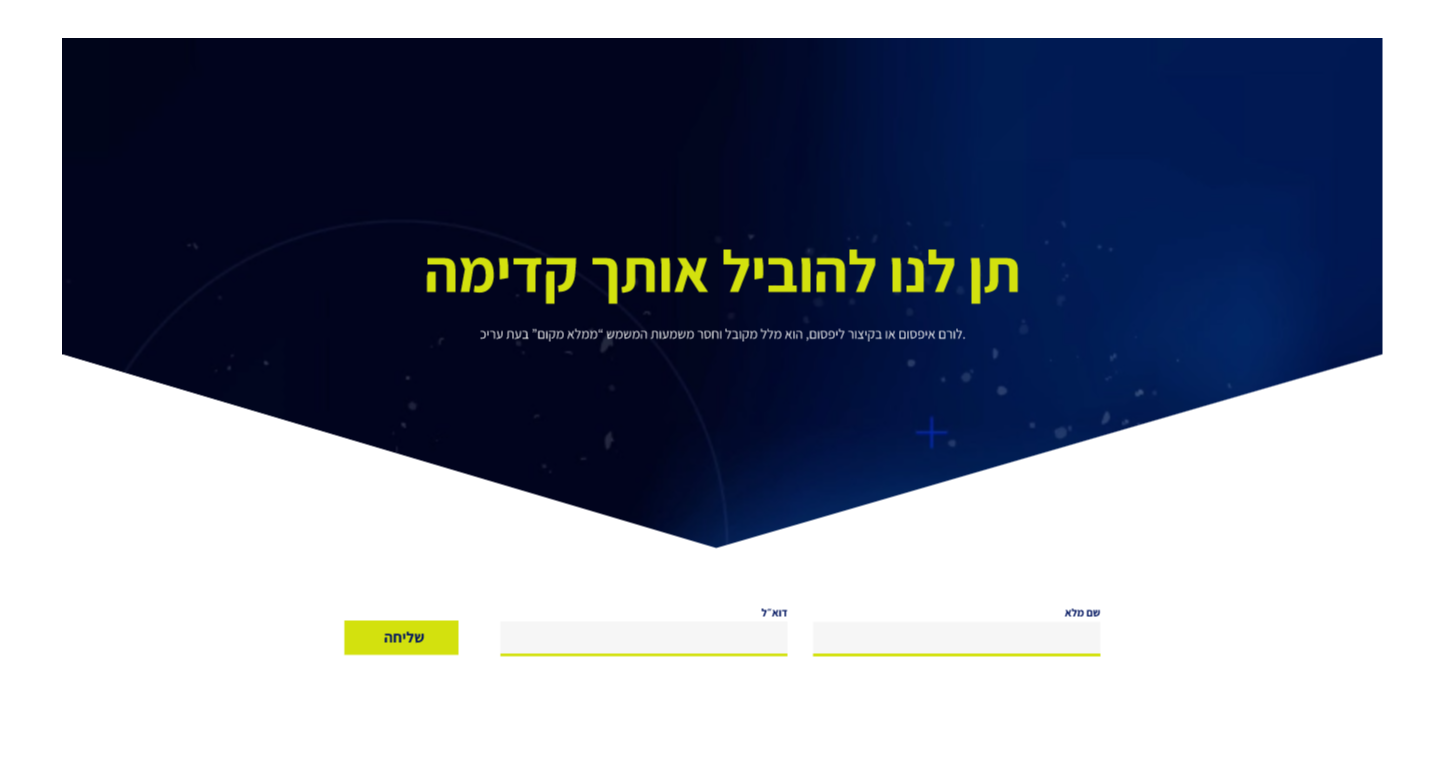 תן לנו להוביל אותך קדימה
.לורם איפסום או בקיצור ליפסום, הוא מלל מקובל וחסר משמעות המשמש “ממלא מקום” בעת עריכ
שם מלא
דוא״ל
שליחה